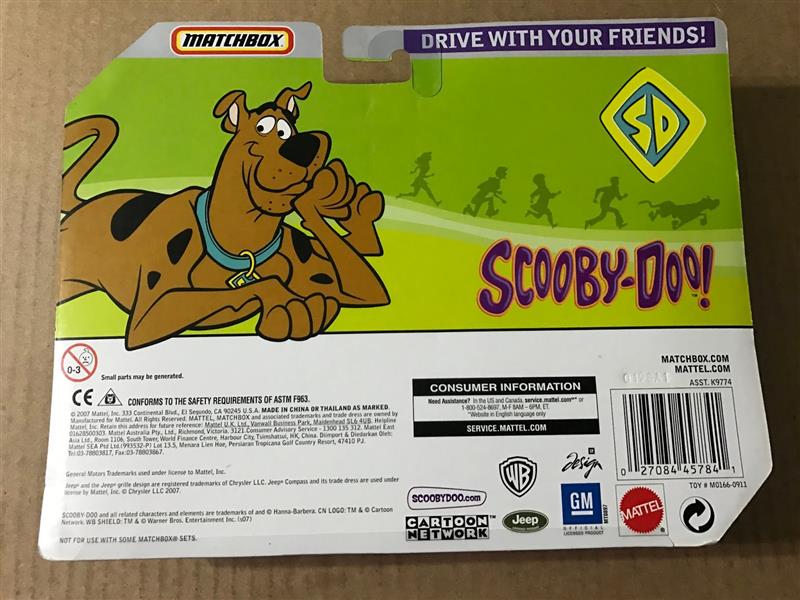 MATCHBOX
DRIVE WITH YOUR FRIENDS!
SD
SCOOBY-DOO!
TM
SD
0-3
Small parts may be generated.
CE CONFORMS TO THE SAFETY REQUIREMENTS OF ASTM F963.
© 2007 Mattel, Inc. 333 Continental Blvd., El Segundo, CA 90245 U.S.A. MADE IN CHINA OR THAILAND AS MARKED.
Manufactured for Mattel. All Rights Reserved. MATTEL, MATCHBOX and associated trademarks and trade dress are owned by
Mattel, Inc. Retain this address for future reference: Mattel U.K. Ltd., Vanwall Business Park, Maidenhead SL6 4UB. Helpline
01628500303. Mattel Australia Pty., Ltd., Richmond, Victoria. 3121.Consumer Advisory Service - 1300 135 312. Mattel East
Asia Ltd., Room 1106, South Tower, World Finance Centre, Harbour City, Tsimshatsui, HK, China. Diimport & Diedarkan Oleh:
Mattel SEA Ptd Ltd.(993532-P) Lot 13.5, Menara Lien Hoe, Persiaran Tropicana Golf Country Resort, 47410 PJ.
Tel:03-78803817, Fax:03-78803867.
General Motors Trademarks used under license to Mattel, Inc.
Jeep® and the Jeep® grille design are registered trademarks of Chrysler LLC. Jeep® Compass and its trade dress are used under
license by Mattel, Inc. © Chrysler LLC 2007.
SCOOBY-DOO and all related characters and elements are trademarks of and © Hanna-Barbera. CN LOGO: TM & © Cartoon
Network. WB SHIELD: TM & © Warner Bros. Entertainment Inc. (s07)
NOT FOR USE WITH SOME MATCHBOX® SETS.
CONSUMER INFORMATION
Need Assistance? In the US and Canada, service.mattel.com™* or
1-800-524-8697, M-F 8AM – 6PM, ET.
*Website in English language only
SERVICE.MATTEL.COM
MATCHBOX.COM
MATTEL.COM
ASST. K9774
0 27084 45784 1
TOY # M0166-0911
WB
design
SCOOBYDOO.com
CARTOON
NETWORK
Jeep
GM
OFFICIAL
LICENSED PRODUCT
MATTEL